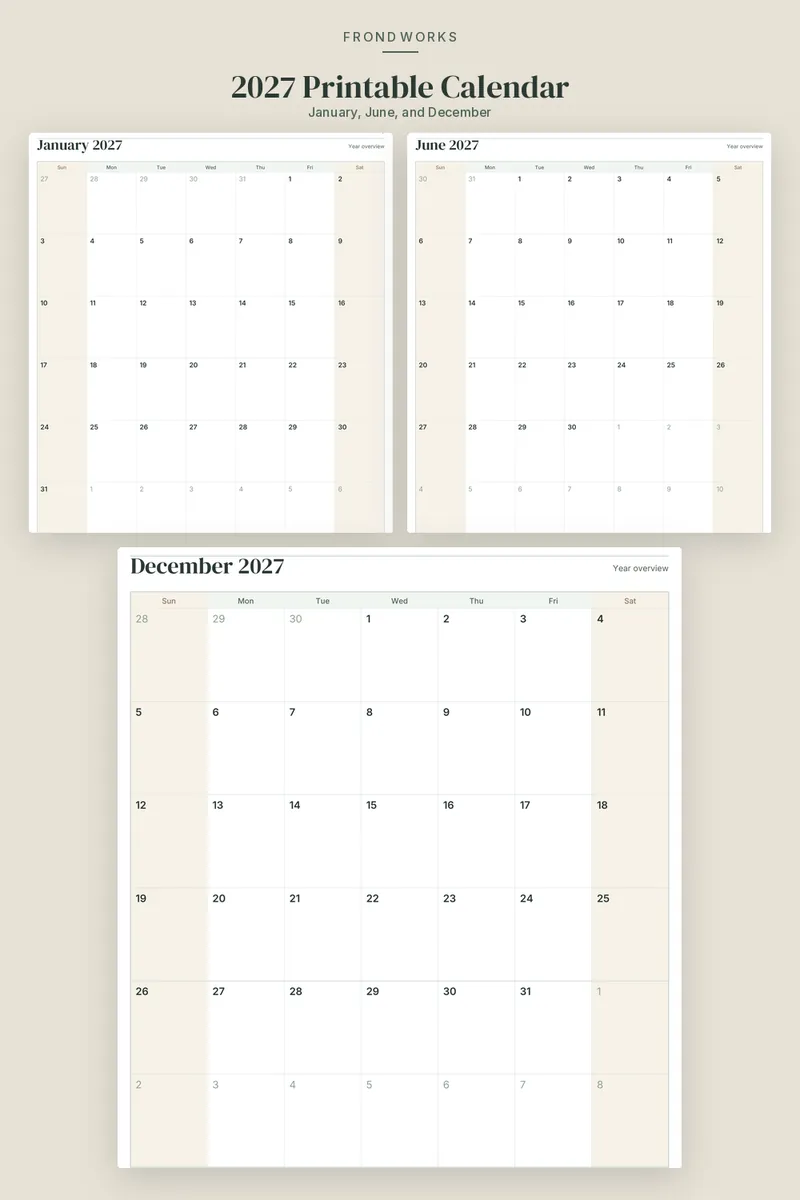 FRONDWORKS
2027 Printable Calendar
January, June, and December
January 2027
Year overview
Sun Mon Tue Wed Thu Fri Sat
27 28 29 30 31 1 2
3 4 5 6 7 8 9
10 11 12 13 14 15 16
17 18 19 20 21 22 23
24 25 26 27 28 29 30
31 1 2 3 4 5 6
June 2027
Year overview
Sun Mon Tue Wed Thu Fri Sat
30 31 1 2 3 4 5
6 7 8 9 10 11 12
13 14 15 16 17 18 19
20 21 22 23 24 25 26
27 28 29 30 1 2 3
4 5 6 7 8 9 10
December 2027
Year overview
Sun Mon Tue Wed Thu Fri Sat
28 29 30 1 2 3 4
5 6 7 8 9 10 11
12 13 14 15 16 17 18
19 20 21 22 23 24 25
26 27 28 29 30 31 1
2 3 4 5 6 7 8